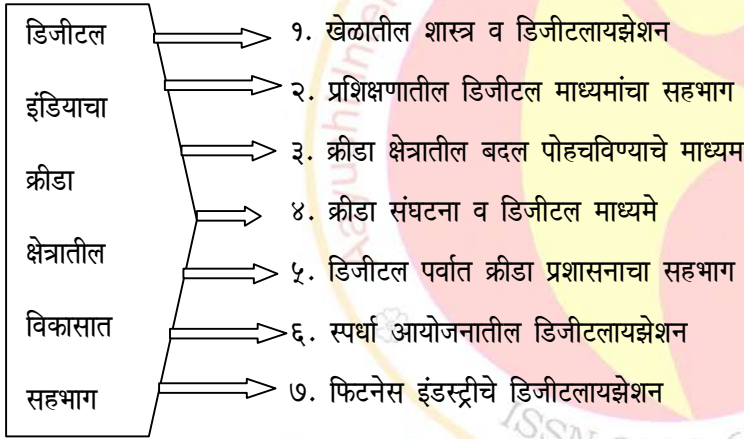 डिजीटल
इंडियाचा
क्रीडा
क्षेत्रातील
विकासात
सहभाग
१. खेळातील शास्त्र व डिजीटलायझेशन
२. प्रशिक्षणातील डिजीटल माध्यमांचा सहभाग
३. क्रीडा क्षेत्रातील बदल पोहचविण्याचे माध्यम
४. क्रीडा संघटना व डिजीटल माध्यमे
५. डिजीटल पर्वात क्रीडा प्रशासनाचा सहभाग
६. स्पर्धा आयोजनातील डिजीटलायझेशन
७. फिटनेस इंडस्ट्रीचे डिजीटलायझेशन